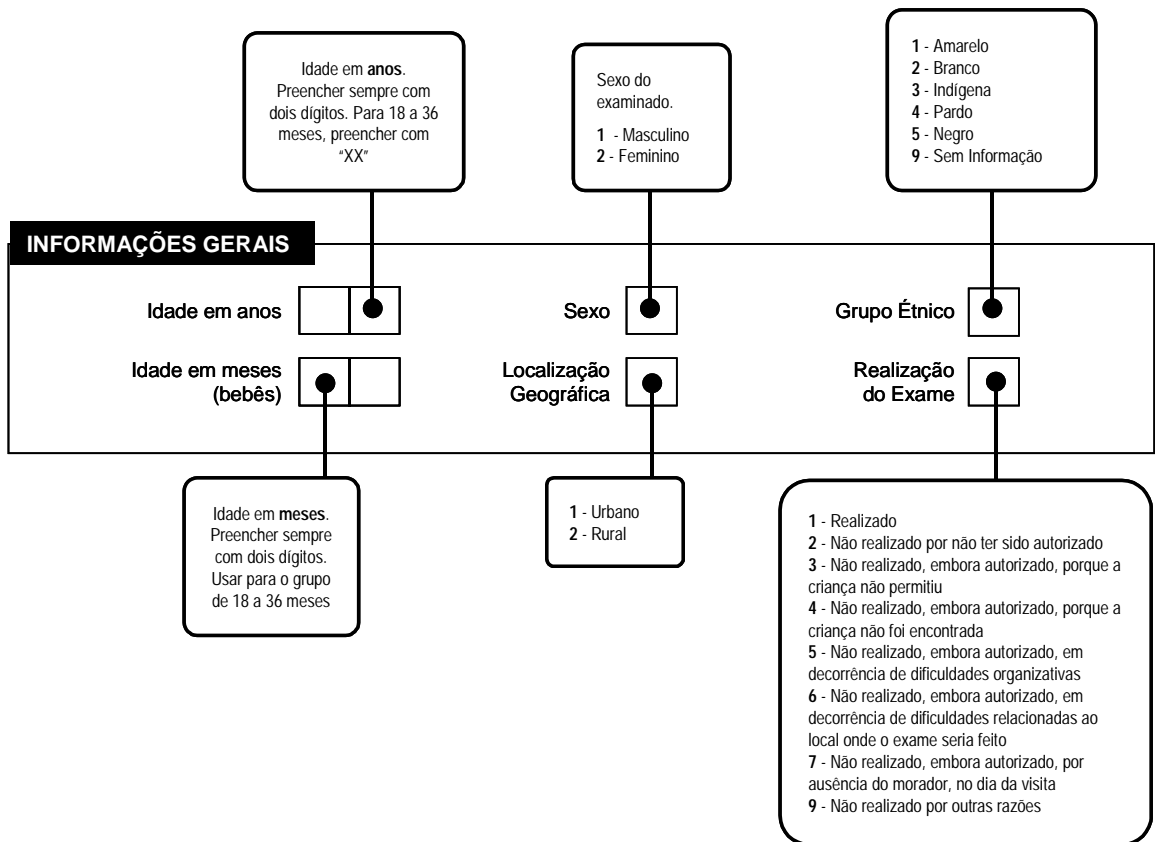 Idade em anos.
Preencher sempre com
dois dígitos. Para 18 a 36
meses, preencher com
"XX"
Sexo do
examinado.
1 - Masculino
2 - Feminino
1 - Amarelo
2 - Branco
3 - Indígena
4 - Pardo
5 - Negro
9 - Sem Informação
INFORMAÇÕES GERAIS
Idade em anos
Sexo
Grupo Étnico
Idade em meses
(bebês)
Localização
Geográfica
Realização
do Exame
Idade em meses.
Preencher sempre
com dois dígitos.
Usar para o grupo
de 18 a 36 meses
1 - Urbano
2 - Rural
1 - Realizado
2 - Não realizado por não ter sido autorizado
3 - Não realizado, embora autorizado, porque a
criança não permitiu
4 - Não realizado, embora autorizado, porque a
criança não foi encontrada
5 - Não realizado, embora autorizado, em
decorrência de dificuldades organizativas
6 - Não realizado, embora autorizado, em
decorrência de dificuldades relacionadas ao
local onde o exame seria feito
7 - Não realizado, embora autorizado, por
ausência do morador, no dia da visita
9 - Não realizado por outras razões